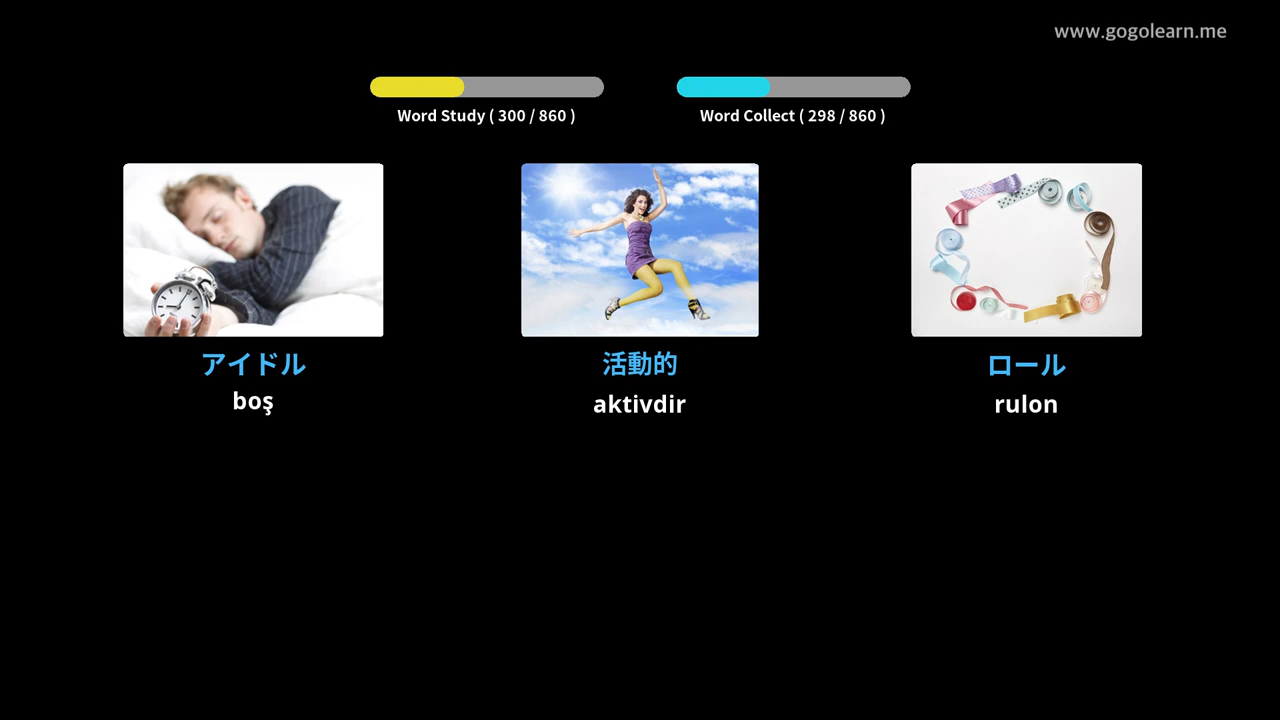 www.gogolearn.me
Word Study ( 300 / 860 )
Word Collect ( 298 / 860 )
アイドル
boş
活動的
aktivdir
ロール
rulon